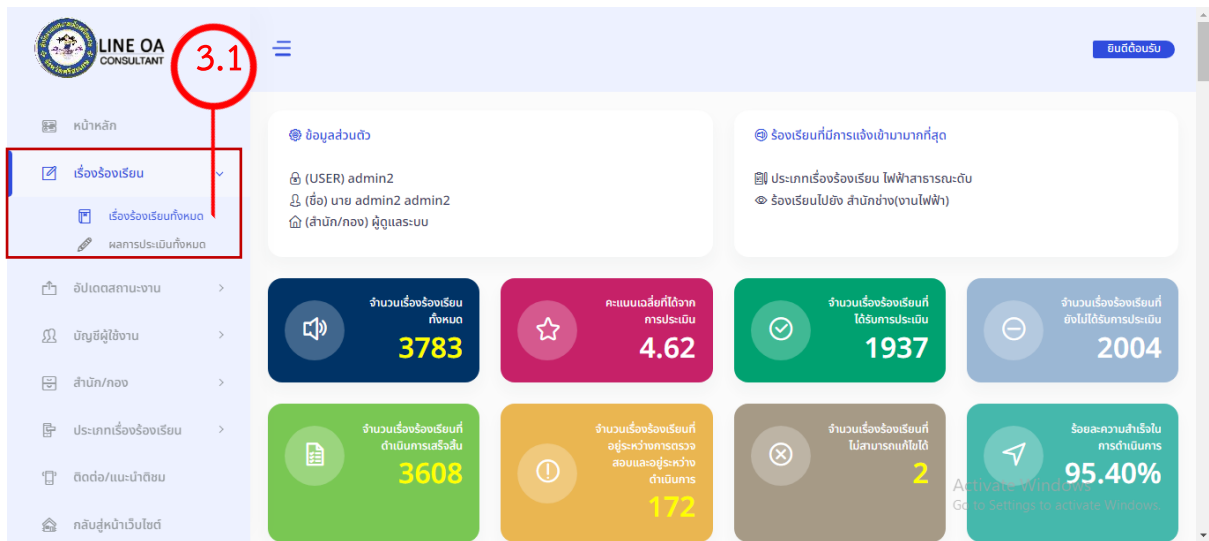 LINE OA
CONSULTANT
3.1
ยินดีต้อนรับ
หน้าหลัก
เรื่องร้องเรียน
เรื่องร้องเรียนทั้งหมด
ผลการประเมินทั้งหมด
อัปเดตสถานะงาน
บัญชีผู้ใช้งาน
สำนัก/กอง
ประเภทเรื่องร้องเรียน
ติดต่อ/แนะนำติชม
กลับสู่หน้าเว็บไซต์
ข้อมูลส่วนตัว
(USER) admin2
(ชื่อ) นาย admin2 admin2
(สำนัก/กอง) ผู้ดูแลระบบ
ร้องเรียนที่มีการแจ้งเข้ามามากที่สุด
ประเภทเรื่องร้องเรียน ไฟฟ้าสาธารณะดับ
ร้องเรียนไปยัง สำนักช่าง(งานไฟฟ้า)
จำนวนเรื่องร้องเรียน
ทั้งหมด
3783
คะแนนเฉลี่ยที่ได้จาก
การประเมิน
4.62
จำนวนเรื่องร้องเรียนที่
ได้รับการประเมิน
1937
จำนวนเรื่องร้องเรียนที่
ยังไม่ได้รับการประเมิน
2004
จำนวนเรื่องร้องเรียนที่
ดำเนินการเสร็จสิ้น
3608
จำนวนเรื่องร้องเรียนที่
อยู่ระหว่างการตรวจ
สอบและอยู่ระหว่าง
ดำเนินการ
172
จำนวนเรื่องร้องเรียนที่
ไม่สามารถแก้ไขได้
2
ร้อยละความสำเร็จใน
การดำเนินการ
95.40%
Activate Windows
Go to Settings to activate Windows.